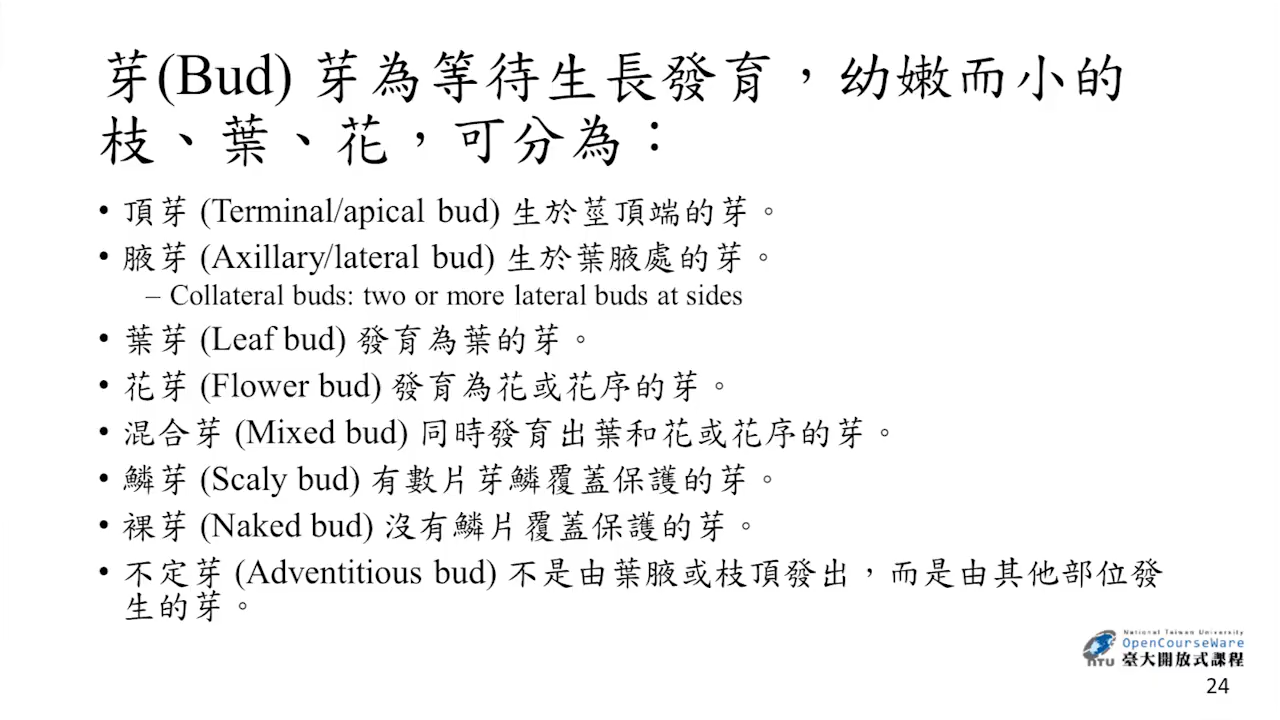 芽(Bud) 芽為等待生長發育，幼嫩而小的
枝、葉、花，可分為：
• 頂芽 (Terminal/apical bud) 生於莖頂端的芽。
• 腋芽 (Axillary/lateral bud) 生於葉腋處的芽。
– Collateral buds: two or more lateral buds at sides
• 葉芽 (Leaf bud) 發育為葉的芽。
• 花芽 (Flower bud) 發育為花或花序的芽。
• 混合芽 (Mixed bud) 同時發育出葉和花或花序的芽。
• 鱗芽 (Scaly bud) 有數片芽鱗覆蓋保護的芽。
• 裸芽 (Naked bud) 沒有鱗片覆蓋保護的芽。
• 不定芽 (Adventitious bud) 不是由葉腋或枝頂發出，而是由其他部位發
生的芽。
National Taiwan University
OpenCourseWare
NTU 臺大開放式課程
24